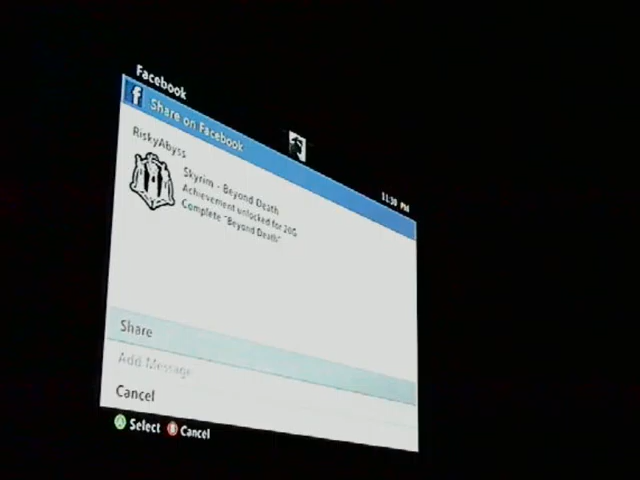 Facebook
f Share on Facebook
RiskyAbyss
11:30 PM
Skyrim - Beyond Death
Achievement unlocked for 20G
Complete "Beyond Death"
Share
Add Message
Cancel
A Select B Cancel